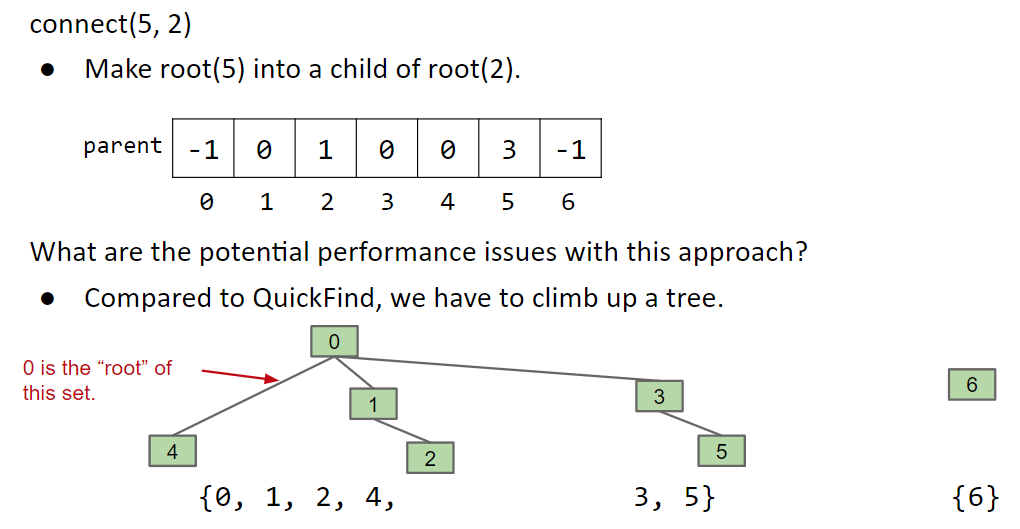 connect(5, 2)
● Make root(5) into a child of root(2).
parent -1 0 1 0 0 3 -1
0 1 2 3 4 5 6
What are the potential performance issues with this approach?
● Compared to QuickFind, we have to climb up a tree.
0
0 is the “root” of
this set.
1
3
6
4
2
5
{0, 1, 2, 4, 3, 5} {6}